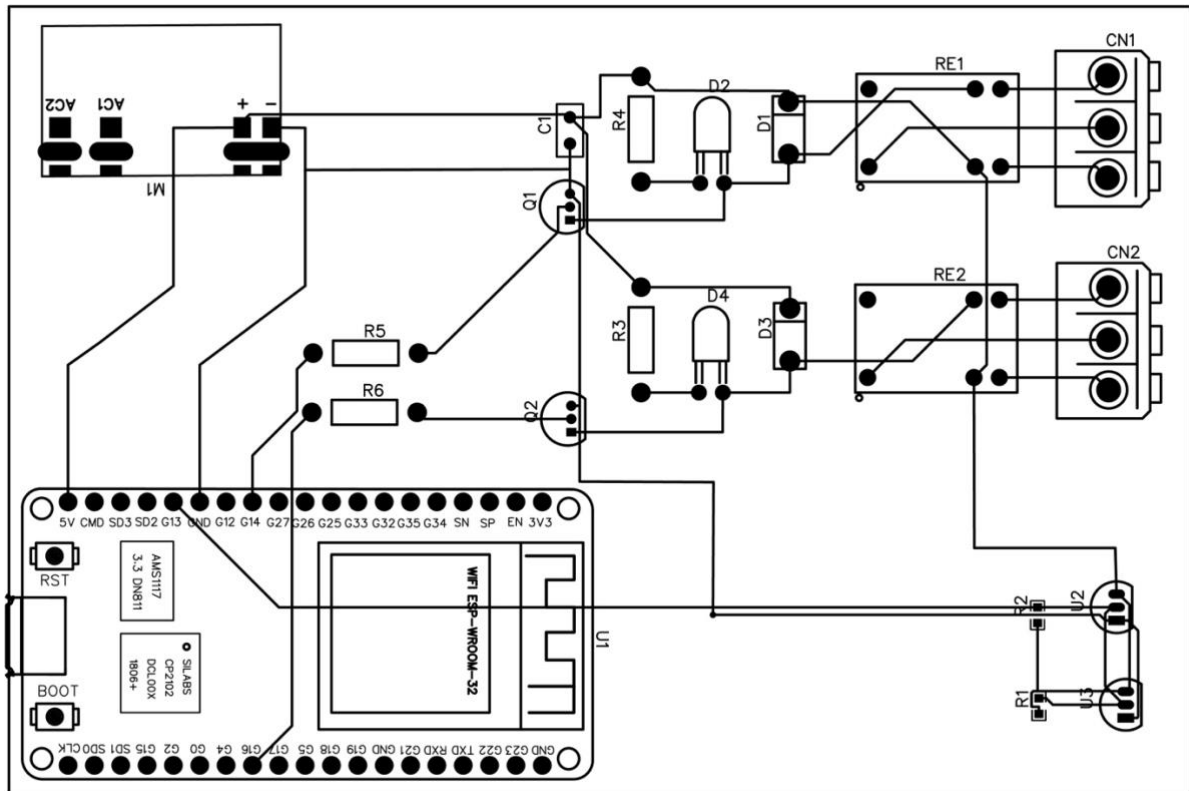 AC2
AC1
+
-
M1
C1
R4
D2
D1
RE1
CN1
Q1
R3
D4
D3
RE2
CN2
R5
R6
Q2
5V CMD SD3 SD2 G13 GND G12 G14 G27 G26 G25 G33 G32 G35 G34 SN SP EN 3V3
RST
AMS1117
3.3 DN811
WIFI ESP-WROOM-32
U1
SILABS
CP2102
DCL00X
1806+
BOOT
CLK SD0 SD1 G15 G2 G0 G4 G16 G17 G5 G18 G19 GND G21 RXD TXD G22 G23 GND
R2
U2
R1
U3